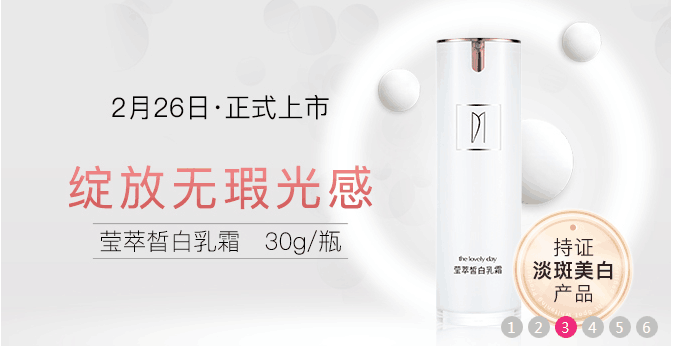 2月26日·正式上市
绽放无瑕光感
莹萃皙白乳霜 30g/瓶
the lovely day
莹萃皙白乳霜
持证
淡斑美白
产品
1 2 3 4 5 6